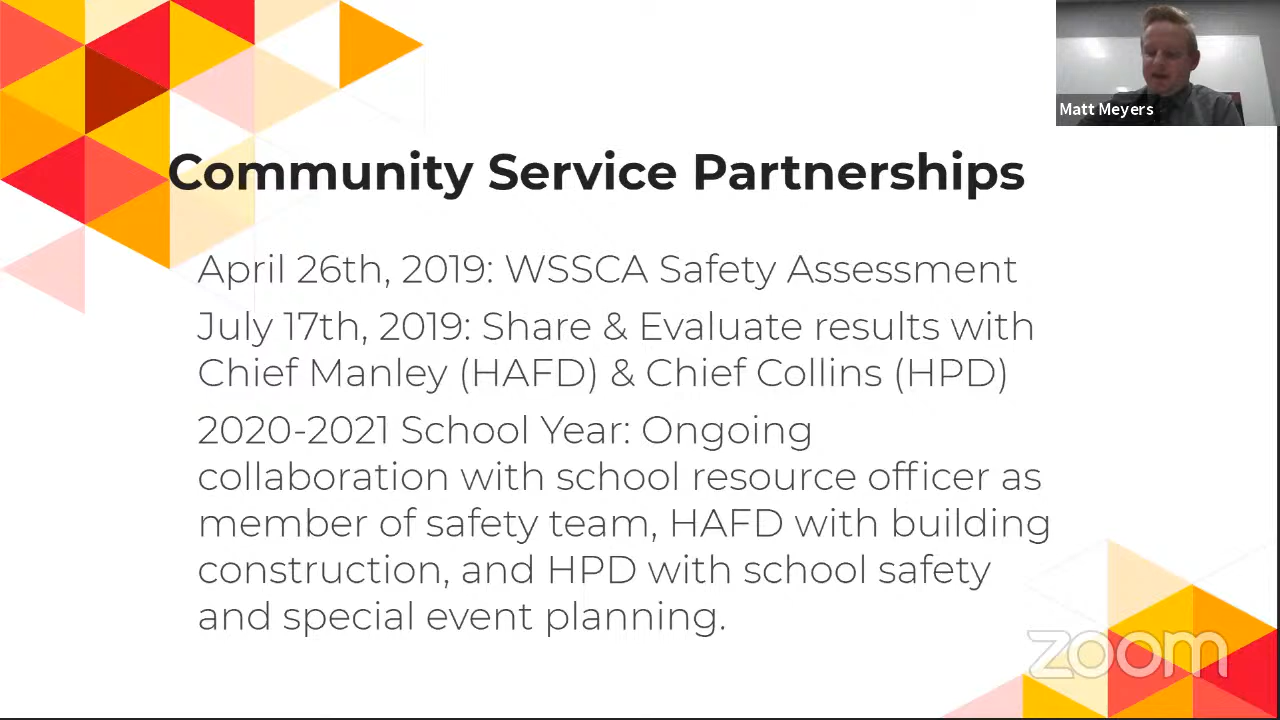 Matt Meyers
Community Service Partnerships
April 26th, 2019: WSSCA Safety Assessment
July 17th, 2019: Share & Evaluate results with
Chief Manley (HAFD) & Chief Collins (HPD)
2020-2021 School Year: Ongoing
collaboration with school resource officer as
member of safety team, HAFD with building
construction, and HPD with school safety
and special event planning.
zoom